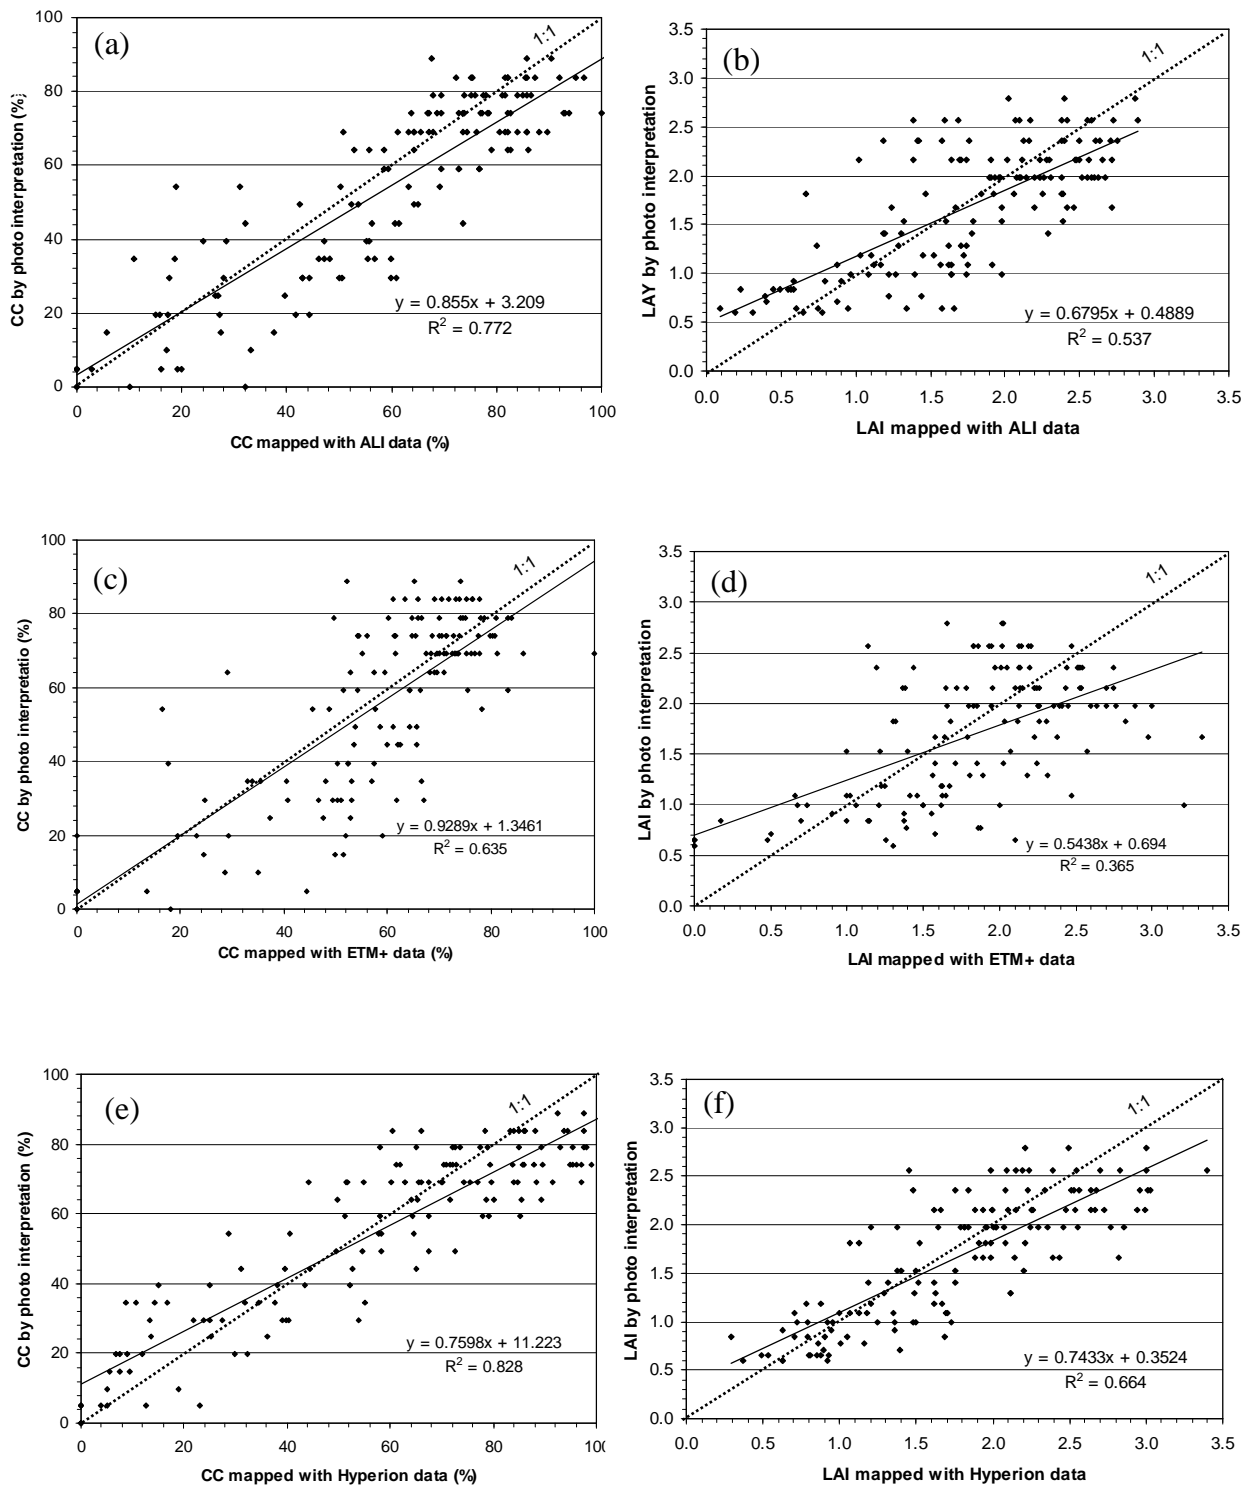 (a)
1:1
100
80
60
40
20
0
CC by photo interpretation (%)
y = 0.855x + 3.209
R² = 0.772
0 20 40 60 80 100
CC mapped with ALI data (%)
(b)
1:1
3.5
3.0
2.5
2.0
1.5
1.0
0.5
0.0
LAY by photo interpretation
y = 0.6795x + 0.4889
R² = 0.537
0.0 0.5 1.0 1.5 2.0 2.5 3.0 3.5
LAI mapped with ALI data
(c)
1:1
100
80
60
40
20
0
CC by photo interpretatio (%)
y = 0.9289x + 1.3461
R² = 0.635
0 20 40 60 80 100
CC mapped with ETM+ data (%)
(d)
1:1
3.5
3.0
2.5
2.0
1.5
1.0
0.5
0.0
LAI by photo interpretation
y = 0.5438x + 0.694
R² = 0.365
0.0 0.5 1.0 1.5 2.0 2.5 3.0 3.5
LAI mapped with ETM+ data
(e)
1:1
100
80
60
40
20
0
CC by photo interpretation (%)
y = 0.7598x + 11.223
R² = 0.828
0 20 40 60 80 100
CC mapped with Hyperion data (%)
(f)
1:1
3.5
3.0
2.5
2.0
1.5
1.0
0.5
0.0
LAI by photo interpretation
y = 0.7433x + 0.3524
R² = 0.664
0.0 0.5 1.0 1.5 2.0 2.5 3.0 3.5
LAI mapped with Hyperion data